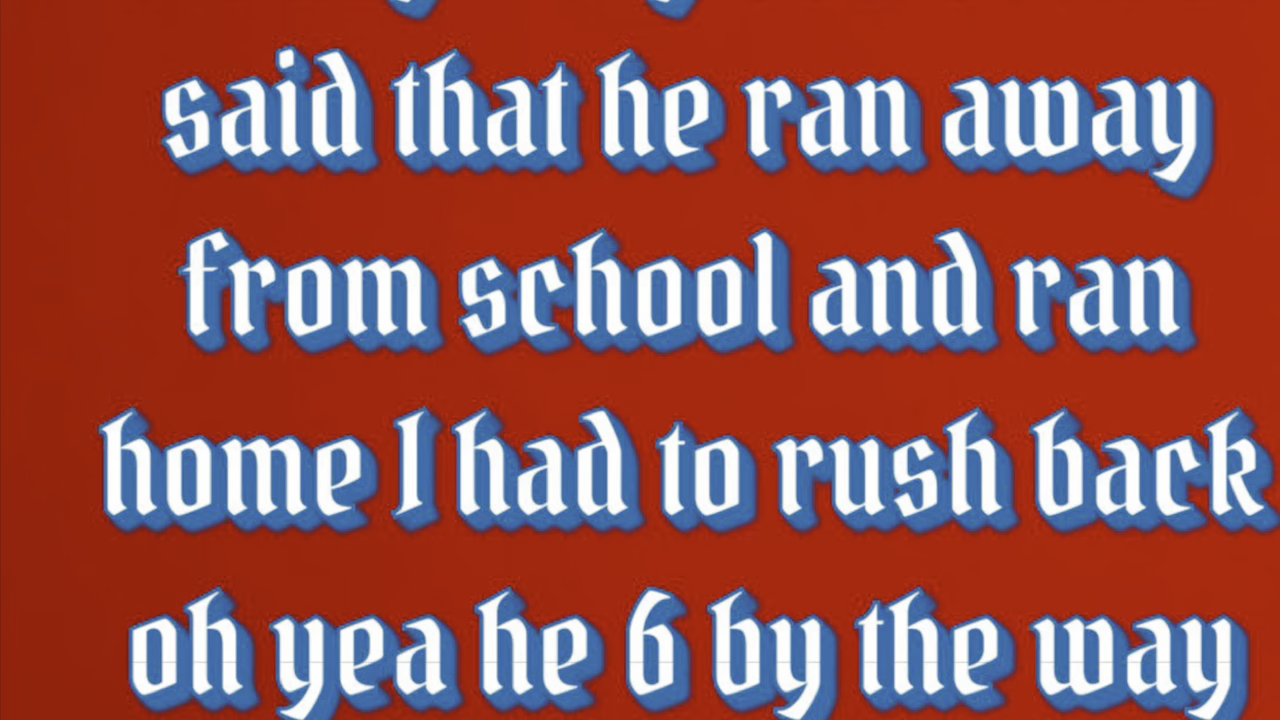 said that he ran away
from school and ran
home I had to rush back
oh yea he 6 by the way